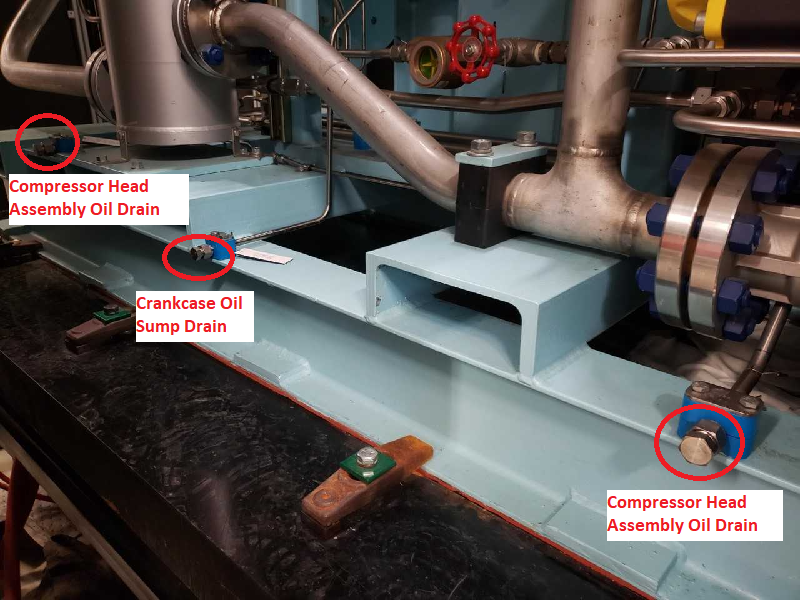 Compressor Head
Assembly Oil Drain
Crankcase Oil
Sump Drain
Compressor Head
Assembly Oil Drain